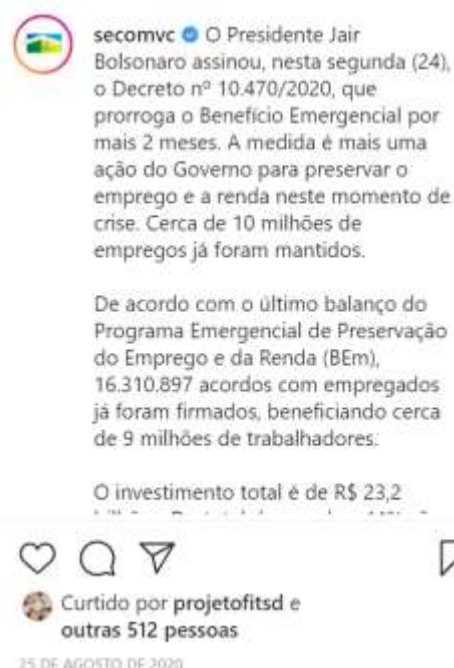 secomvc O Presidente Jair
Bolsonaro assinou, nesta segunda (24),
o Decreto nº 10.470/2020, que
prorroga o Benefício Emergencial por
mais 2 meses. A medida é mais uma
ação do Governo para preservar o
emprego e a renda neste momento de
crise. Cerca de 10 milhões de
empregos já foram mantidos.
De acordo com o último balanço do
Programa Emergencial de Preservação
do Emprego e da Renda (BEm),
16.310.897 acordos com empregados
já foram firmados, beneficiando cerca
de 9 milhões de trabalhadores.
O investimento total é de R$ 23,2
Curtido por projetofitsd e
outras 512 pessoas
25 DE AGOSTO DE 2020